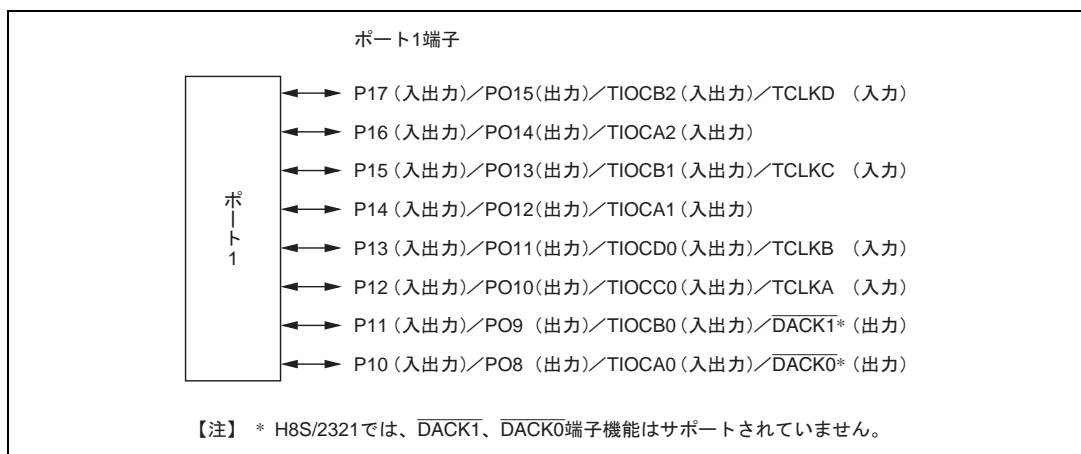 ポート1端子
P17(入出力)/PO15(出力)/TIOCB2(入出力)/TCLKD (入力)
P16(入出力)/PO14(出力)/TIOCA2(入出力)
P15(入出力)/PO13(出力)/TIOCB1(入出力)/TCLKC (入力)
P14(入出力)/PO12(出力)/TIOCA1(入出力)
P13(入出力)/PO11(出力)/TIOCD0(入出力)/TCLKB (入力)
P12(入出力)/PO10(出力)/TIOCC0(入出力)/TCLKA (入力)
P11(入出力)/PO9 (出力)/TIOCB0(入出力)/DACK1*(出力)
P10(入出力)/PO8 (出力)/TIOCA0(入出力)/DACK0*(出力)
ポート1
【注】 * H8S/2321では、DACK1、DACK0端子機能はサポートされていません。